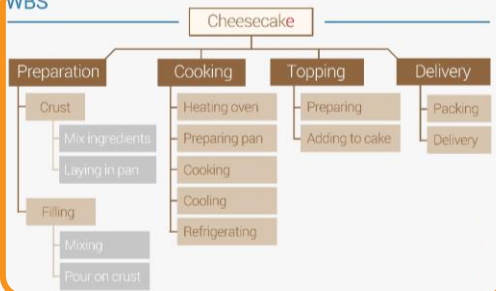 WBS
Cheesecake
Preparation
Crust
Mix ingredients
Laying in pan
Filling
Mixing
Pour on crust
Cooking
Heating oven
Preparing pan
Cooking
Cooling
Refrigerating
Topping
Preparing
Adding to cake
Delivery
Packing
Delivery